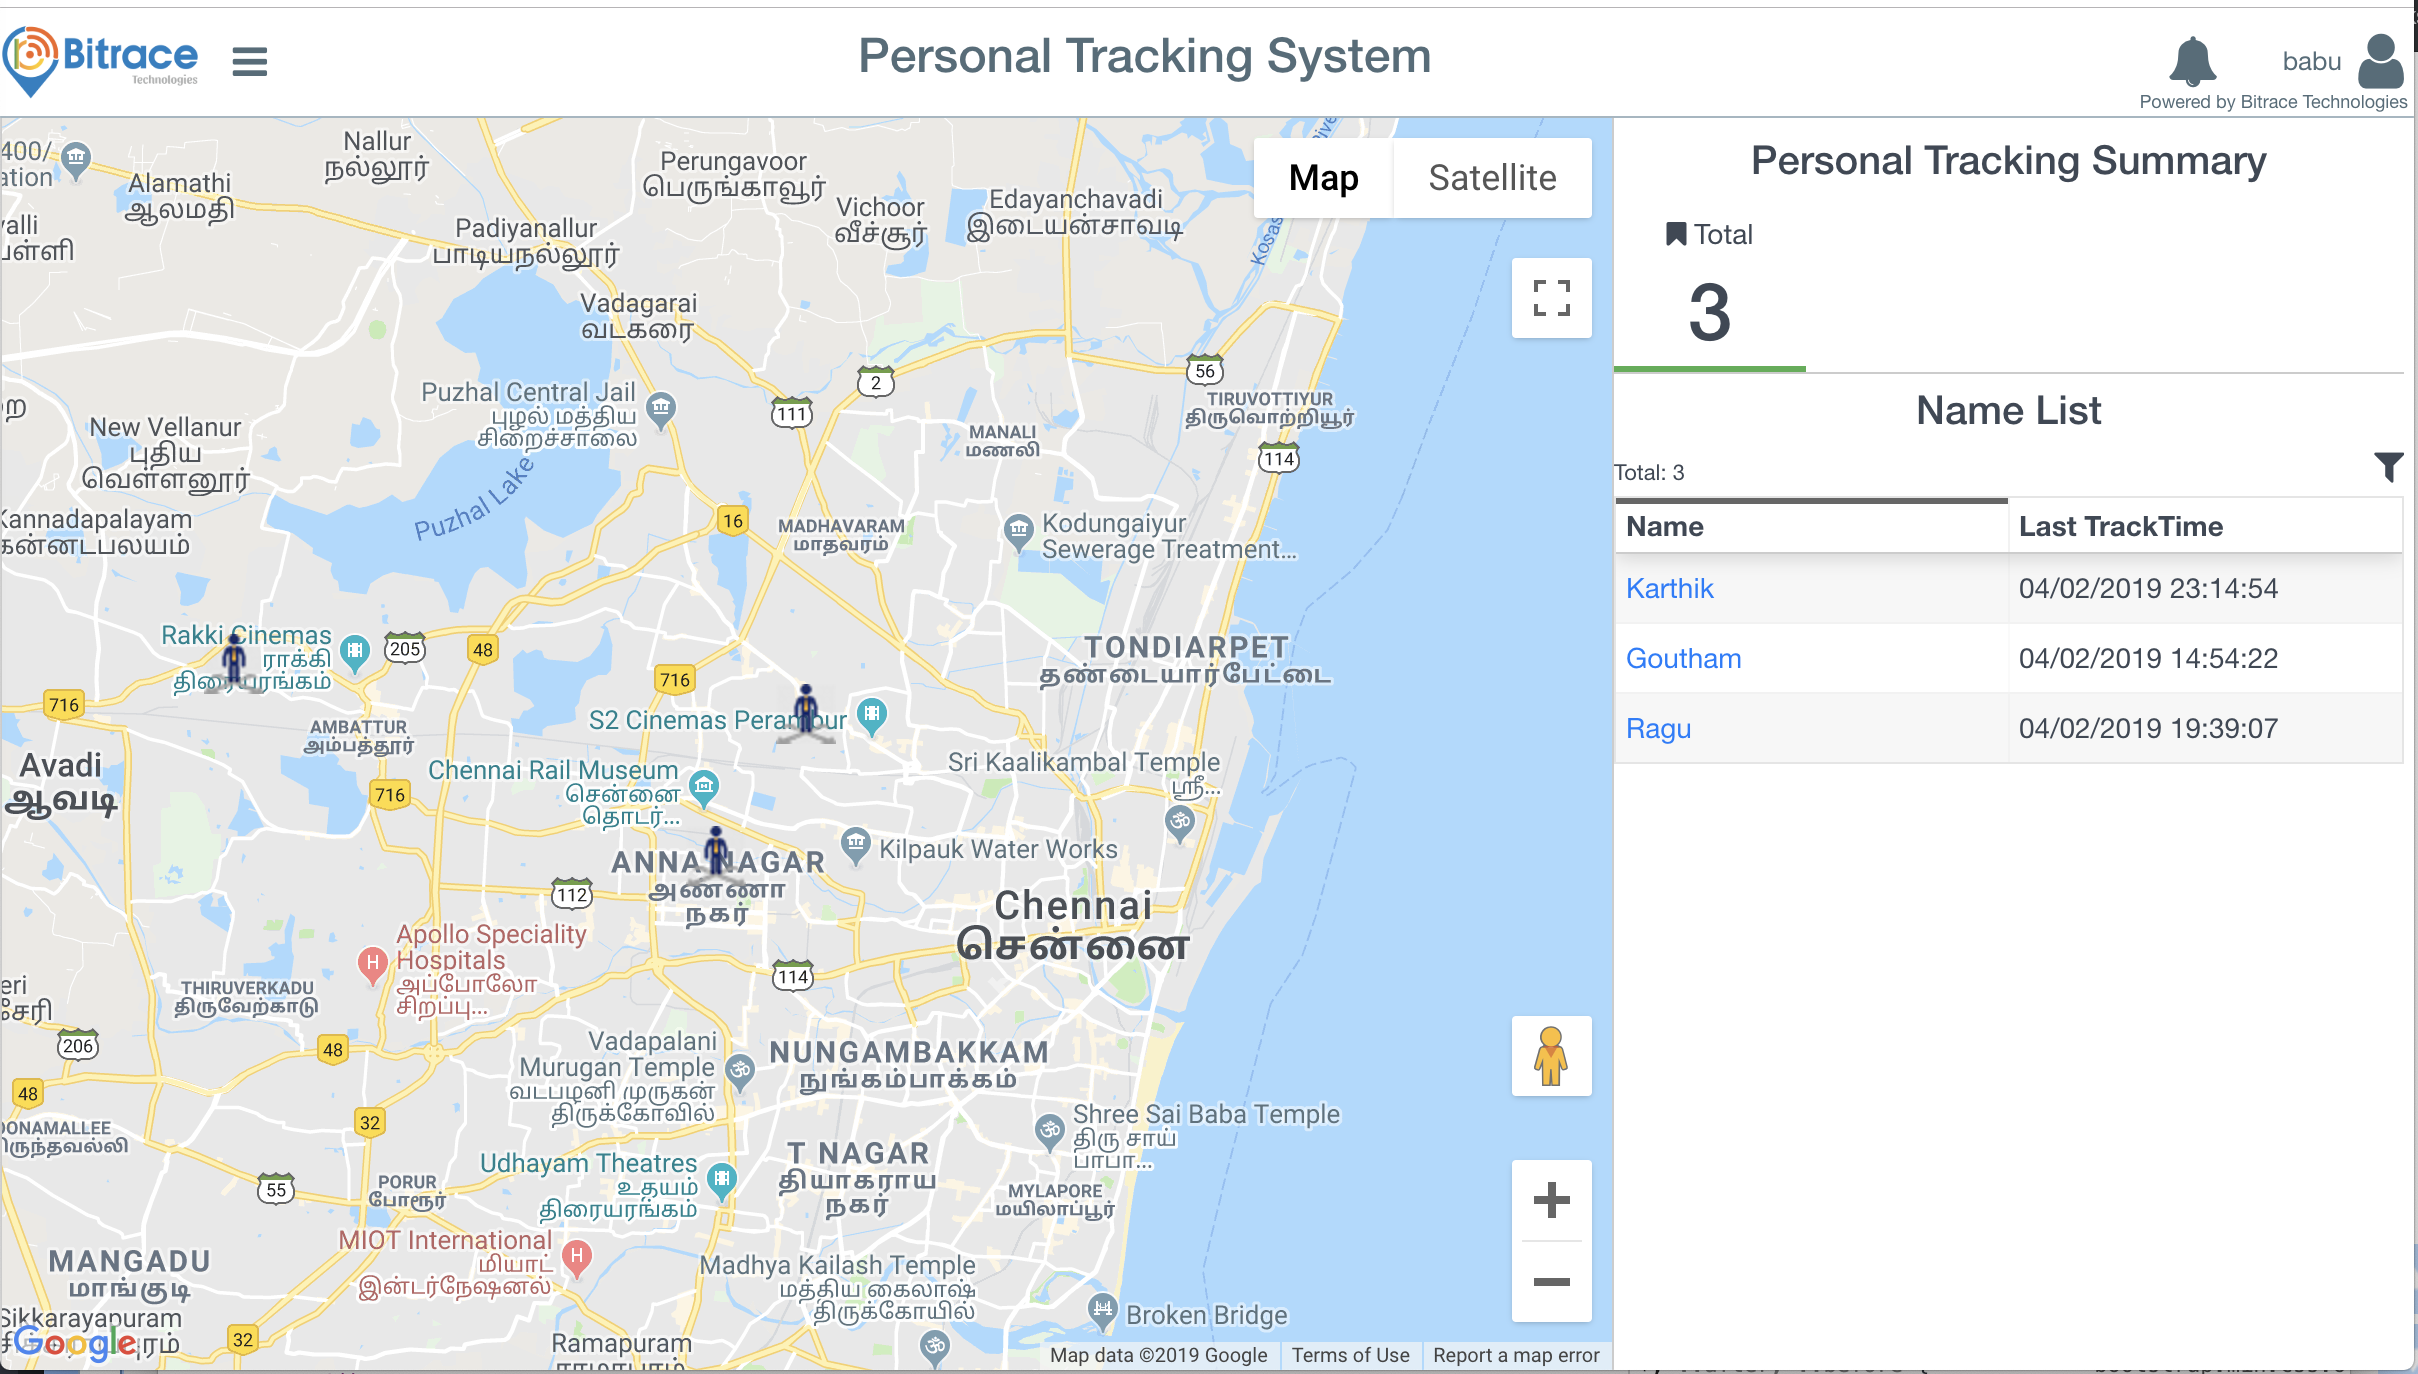 Bitrace
Technologies
Personal Tracking System
babu
Powered by Bitrace Technologies
Map
Satellite
400/
ation
Alamathi
ஆலமதி
Nallur
நல்லூர்
Perungavoor
பெருங்காவூர்
Vichoor
வீச்சூர்
Edayanchavadi
இடையன்சாவடி
Padiyanallur
பாடியநல்லூர்
Vadagarai
வடகரை
2
56
111
Puzhal Central Jail
புழல் மத்திய
சிறைச்சாலை
TIRUVOTTIYUR
திருவொற்றியூர்
MANALI
மணலி
114
New Vellanur
புதிய
வெள்ளனூர்
Puzhal Lake
Kannadapalayam
கன்னடபலயம்
16
MADHAVARAM
மாதவரம்
Kodungaiyur
Sewerage Treatment...
Rakki Cinemas
ராக்கி
திரையரங்கம்
205
48
716
716
TONDIARPET
தண்டையார்பேட்டை
S2 Cinemas Perambur
AMBATTUR
அம்பத்தூர்
Avadi
ஆவடி
716
Chennai Rail Museum
சென்னை
தொடர்...
Sri Kaalikambal Temple
ஸ்ரீ...
ANNA NAGAR
அண்ணா
நகர்
Kilpauk Water Works
112
Chennai
சென்னை
Apollo Speciality
Hospitals
அப்போலோ
சிறப்பு...
114
THIRUVERKADU
திருவேற்காடு
206
48
48
Vadapalani
Murugan Temple
வடபழனி முருகன்
திருக்கோவில்
NUNGAMBAKKAM
நுங்கம்பாக்கம்
32
Shree Sai Baba Temple
திரு சாய்
பாபா...
T NAGAR
தியாகராய
நகர்
Udhayam Theatres
உதயம்
திரையரங்கம்
55
PORUR
போரூர்
MYLAPORE
மயிலாப்பூர்
MIOT International
மியாட்
இன்டர்நேஷனல்
MANGADU
மாங்குடி
Madhya Kailash Temple
மத்திய கைலாஷ்
திருக்கோயில்
Sikkarayapuram
32
Broken Bridge
Ramapuram
Google
Map data ©2019 Google
Terms of Use
Report a map error
Personal Tracking Summary
Total
3
Name List
Total: 3
Name Last TrackTime
Karthik 04/02/2019 23:14:54
Goutham 04/02/2019 14:54:22
Ragu 04/02/2019 19:39:07